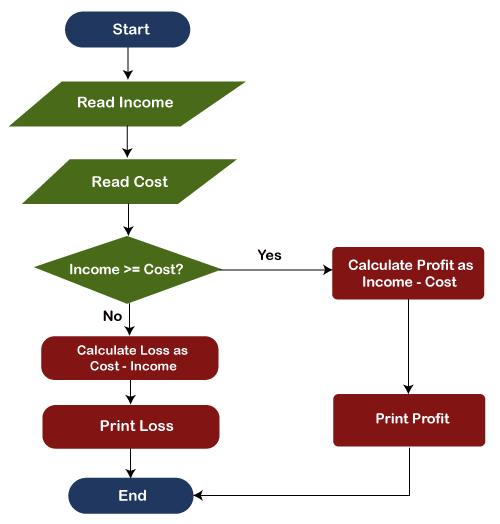 Start
Read Income
Read Cost
Income >= Cost?
Yes
Calculate Profit as
Income - Cost
No
Calculate Loss as
Cost - Income
Print Loss
Print Profit
End